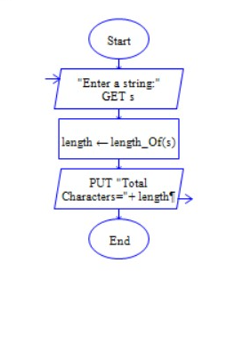 Start
"Enter a string:"
GET s
length ← length_Of(s)
PUT "Total
Characters="+ length¶
End